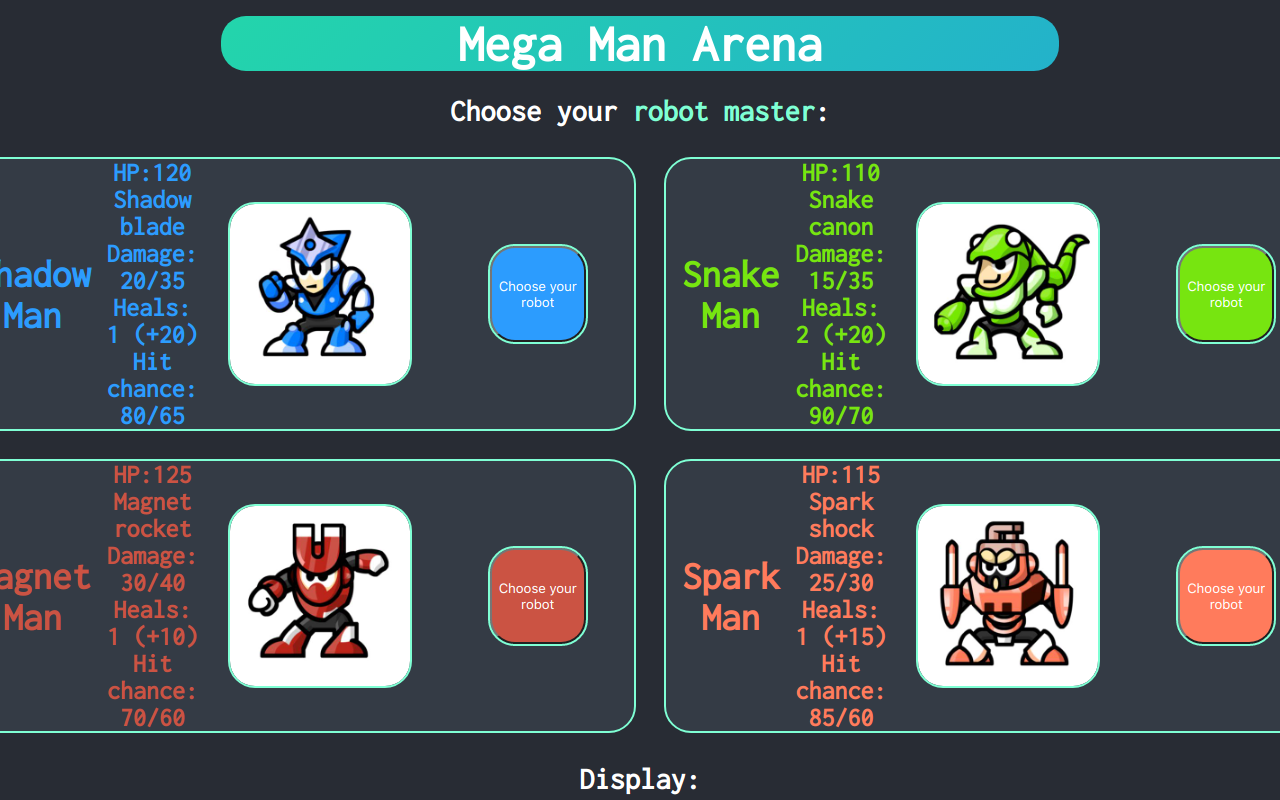 Mega Man Arena
Choose your robot master:
hadow
Man
HP:120
Shadow
blade
Damage:
20/35
Heals:
1 (+20)
Hit
chance:
80/65
Choose your
robot
Snake
Man
HP:110
Snake
canon
Damage:
15/35
Heals:
2 (+20)
Hit
chance:
90/70
Choose your
robot
agnet
Man
HP:125
Magnet
rocket
Damage:
30/40
Heals:
1 (+10)
Hit
chance:
70/60
Choose your
robot
Spark
Man
HP:115
Spark
shock
Damage:
25/30
Heals:
1 (+15)
Hit
chance:
85/60
Choose your
robot
Display: